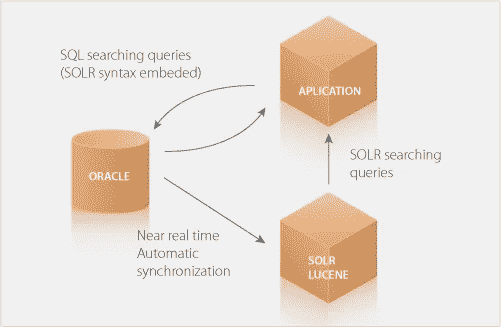 SQL searching queries
(SOLR syntax embeded)
APLICATION
ORACLE
SOLR searching
queries
Near real time
Automatic
synchronization
SOLR
LUCENE